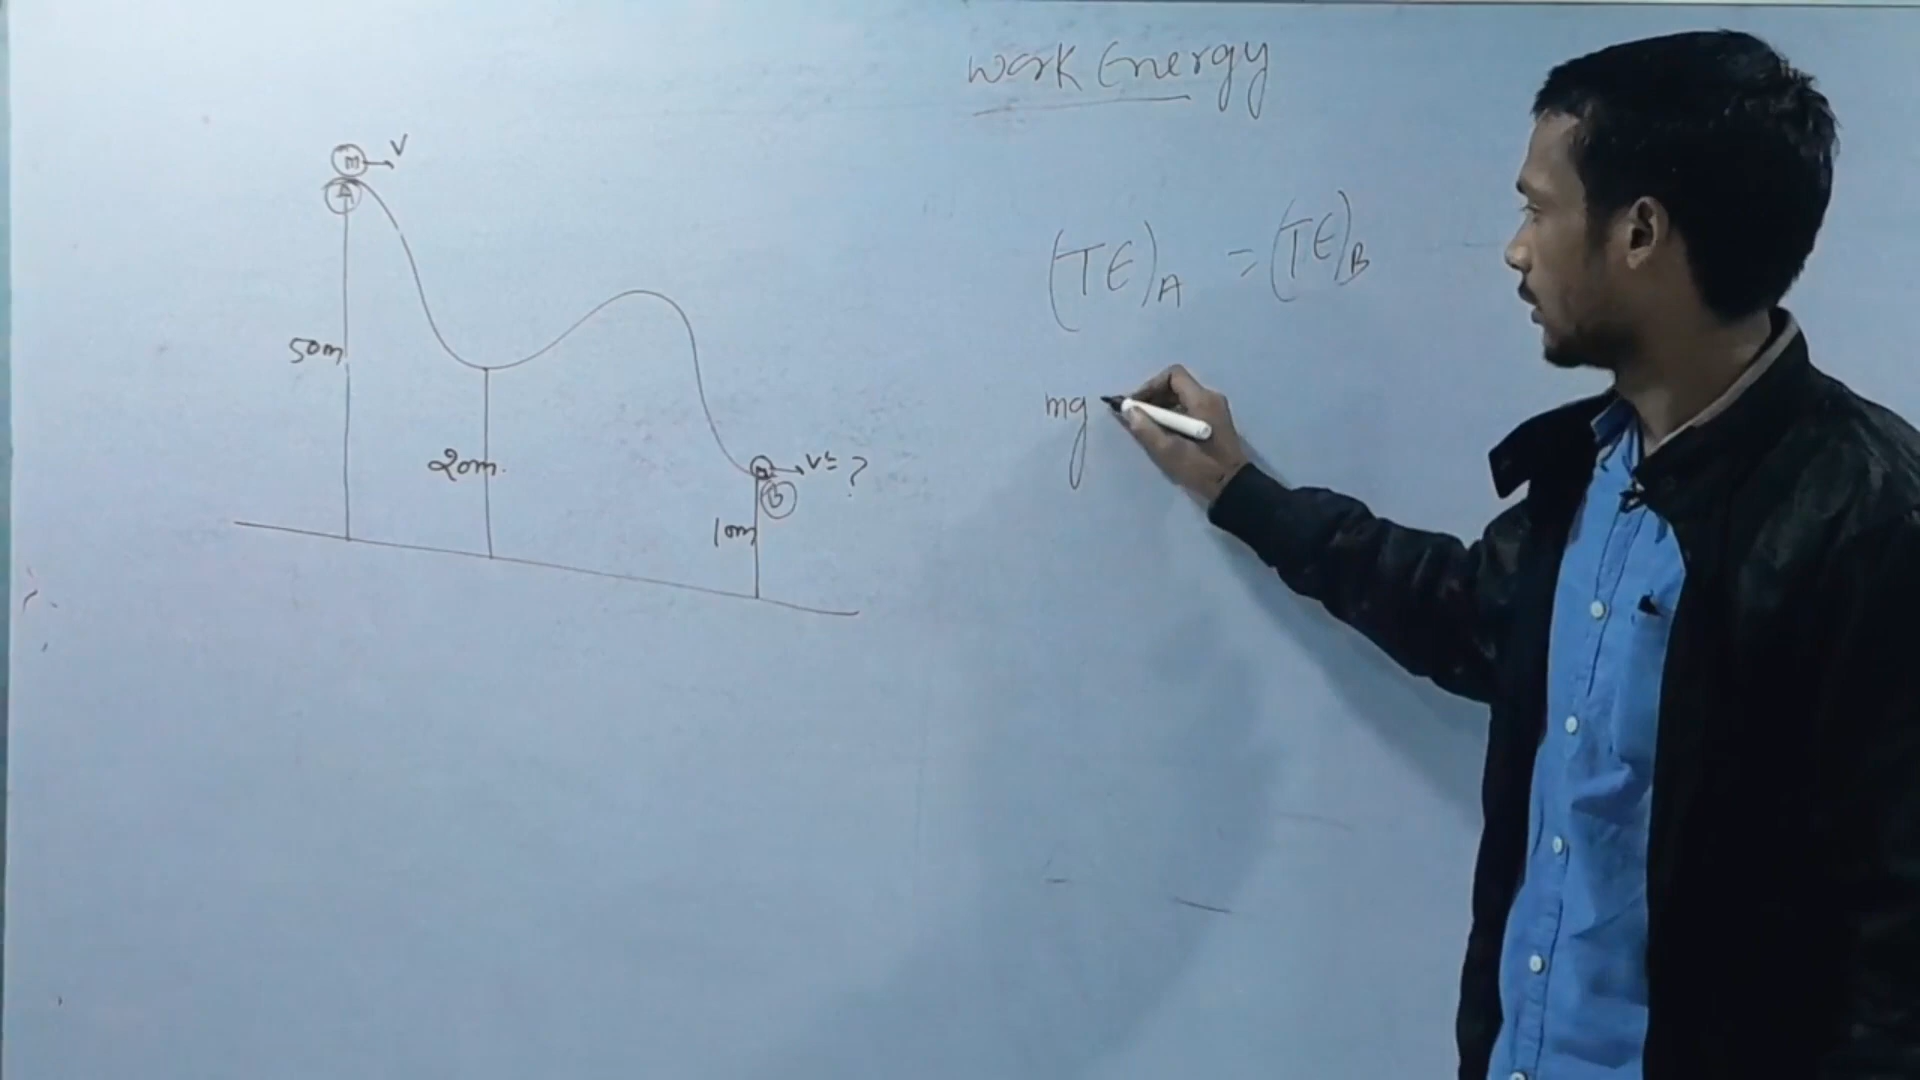 Work Energy
m
V
A
(TE)A = (TE)B
50m
mg
20m.
m
V = ?
B
10m